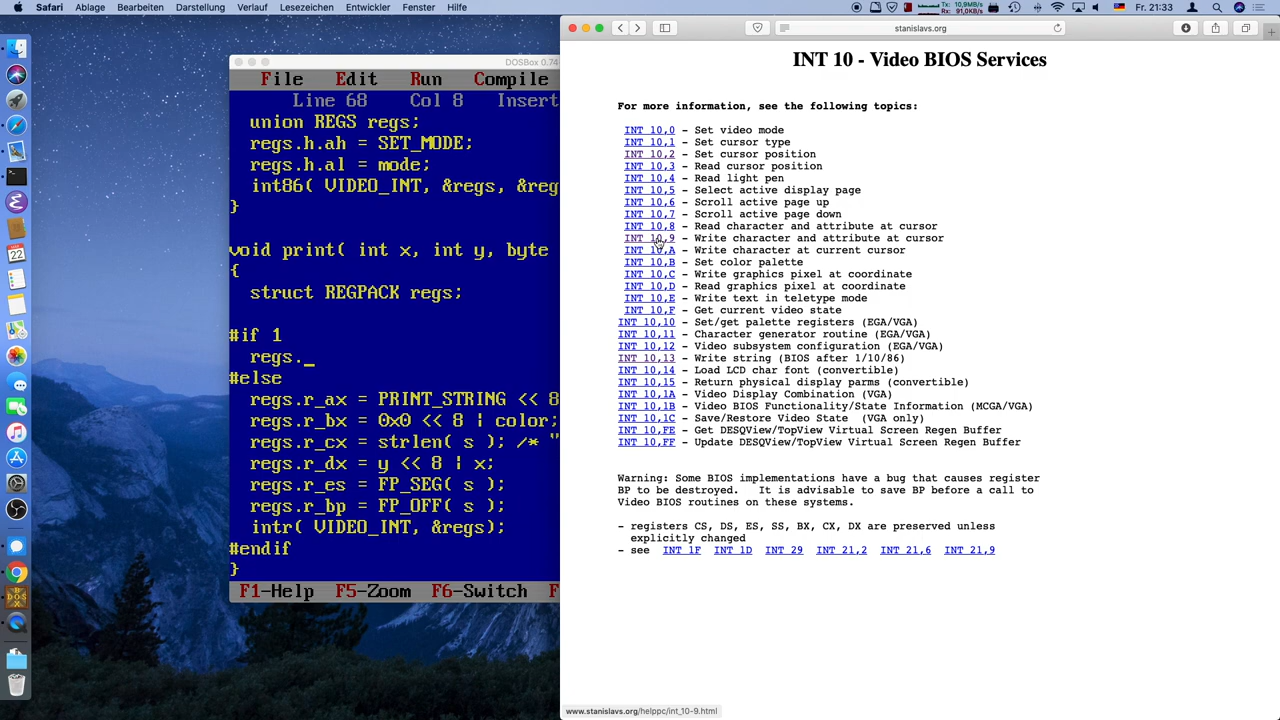 Safari Ablage Bearbeiten Darstellung Verlauf Lesezeichen Entwickler Fenster Hilfe
Tx: 10,9MB/s
Rx: 91,0KB/s
Fr. 21:33
DOSBox 0.74
File Edit Run Compile
Line 68 Col 8 Insert
union REGS regs;
regs.h.ah = SET_MODE;
regs.h.al = mode;
int86( VIDEO_INT, &regs, &reg
}
void print( int x, int y, byte
{
struct REGPACK regs;
#if 1
regs._
#else
regs.r_ax = PRINT_STRING << 8
regs.r_bx = 0x0 << 8 | color;
regs.r_cx = strlen( s ); /* "
regs.r_dx = y << 8 | x;
regs.r_es = FP_SEG( s );
regs.r_bp = FP_OFF( s );
intr( VIDEO_INT, &regs);
#endif
}
F1-Help F5-Zoom F6-Switch F
stanislavs.org
INT 10 - Video BIOS Services
For more information, see the following topics:
INT 10,0 - Set video mode
INT 10,1 - Set cursor type
INT 10,2 - Set cursor position
INT 10,3 - Read cursor position
INT 10,4 - Read light pen
INT 10,5 - Select active display page
INT 10,6 - Scroll active page up
INT 10,7 - Scroll active page down
INT 10,8 - Read character and attribute at cursor
INT 10,9 - Write character and attribute at cursor
INT 10,A - Write character at current cursor
INT 10,B - Set color palette
INT 10,C - Write graphics pixel at coordinate
INT 10,D - Read graphics pixel at coordinate
INT 10,E - Write text in teletype mode
INT 10,F - Get current video state
INT 10,10 - Set/get palette registers (EGA/VGA)
INT 10,11 - Character generator routine (EGA/VGA)
INT 10,12 - Video subsystem configuration (EGA/VGA)
INT 10,13 - Write string (BIOS after 1/10/86)
INT 10,14 - Load LCD char font (convertible)
INT 10,15 - Return physical display parms (convertible)
INT 10,1A - Video Display Combination (VGA)
INT 10,1B - Video BIOS Functionality/State Information (MCGA/VGA)
INT 10,1C - Save/Restore Video State (VGA only)
INT 10,FE - Get DESQView/TopView Virtual Screen Regen Buffer
INT 10,FF - Update DESQView/TopView Virtual Screen Regen Buffer
Warning: Some BIOS implementations have a bug that causes register
BP to be destroyed. It is advisable to save BP before a call to
Video BIOS routines on these systems.
- registers CS, DS, ES, SS, BX, CX, DX are preserved unless
explicitly changed
- see INT 1F INT 1D INT 29 INT 21,2 INT 21,6 INT 21,9
www.stanislavs.org/helppc/int_10-9.html